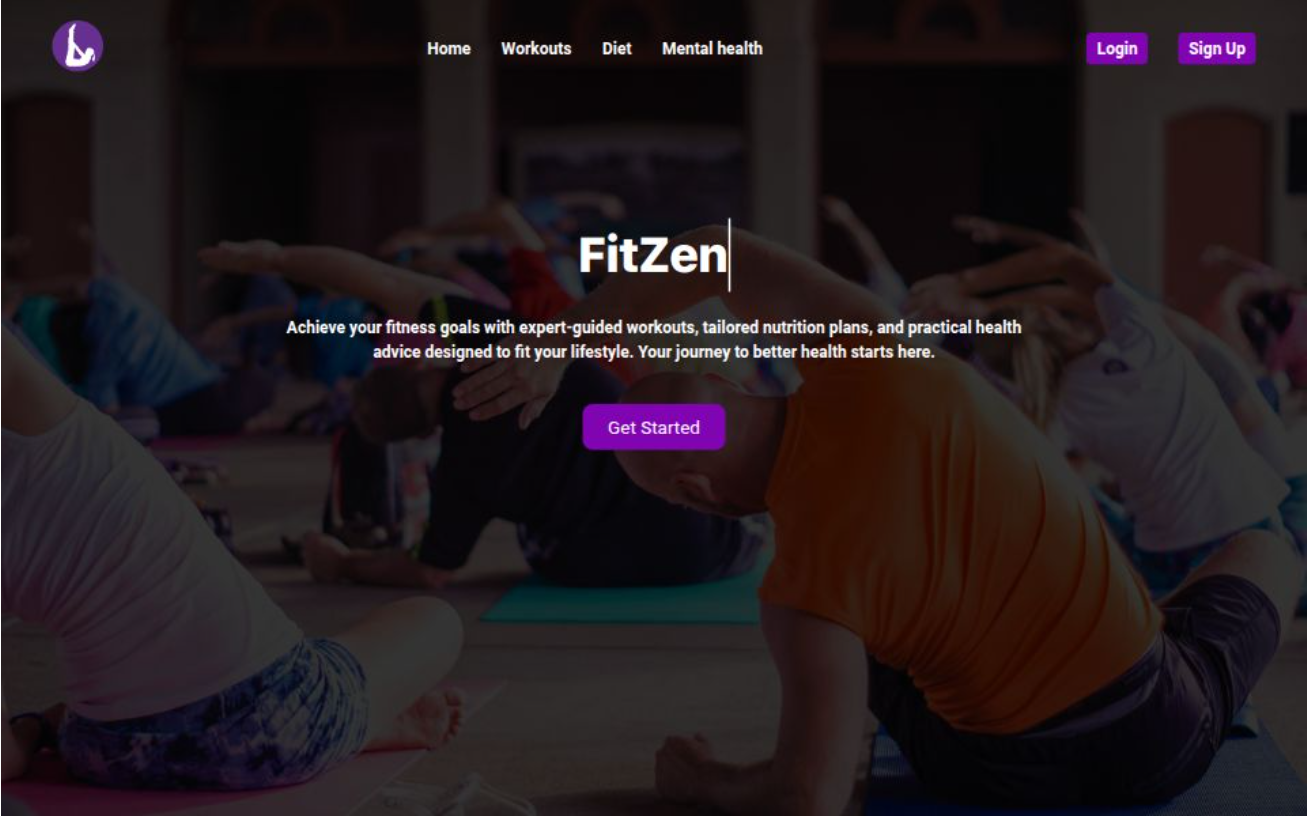 Home Workouts Diet Mental health Login Sign Up
FitZen
Achieve your fitness goals with expert-guided workouts, tailored nutrition plans, and practical health
advice designed to fit your lifestyle. Your journey to better health starts here.
Get Started